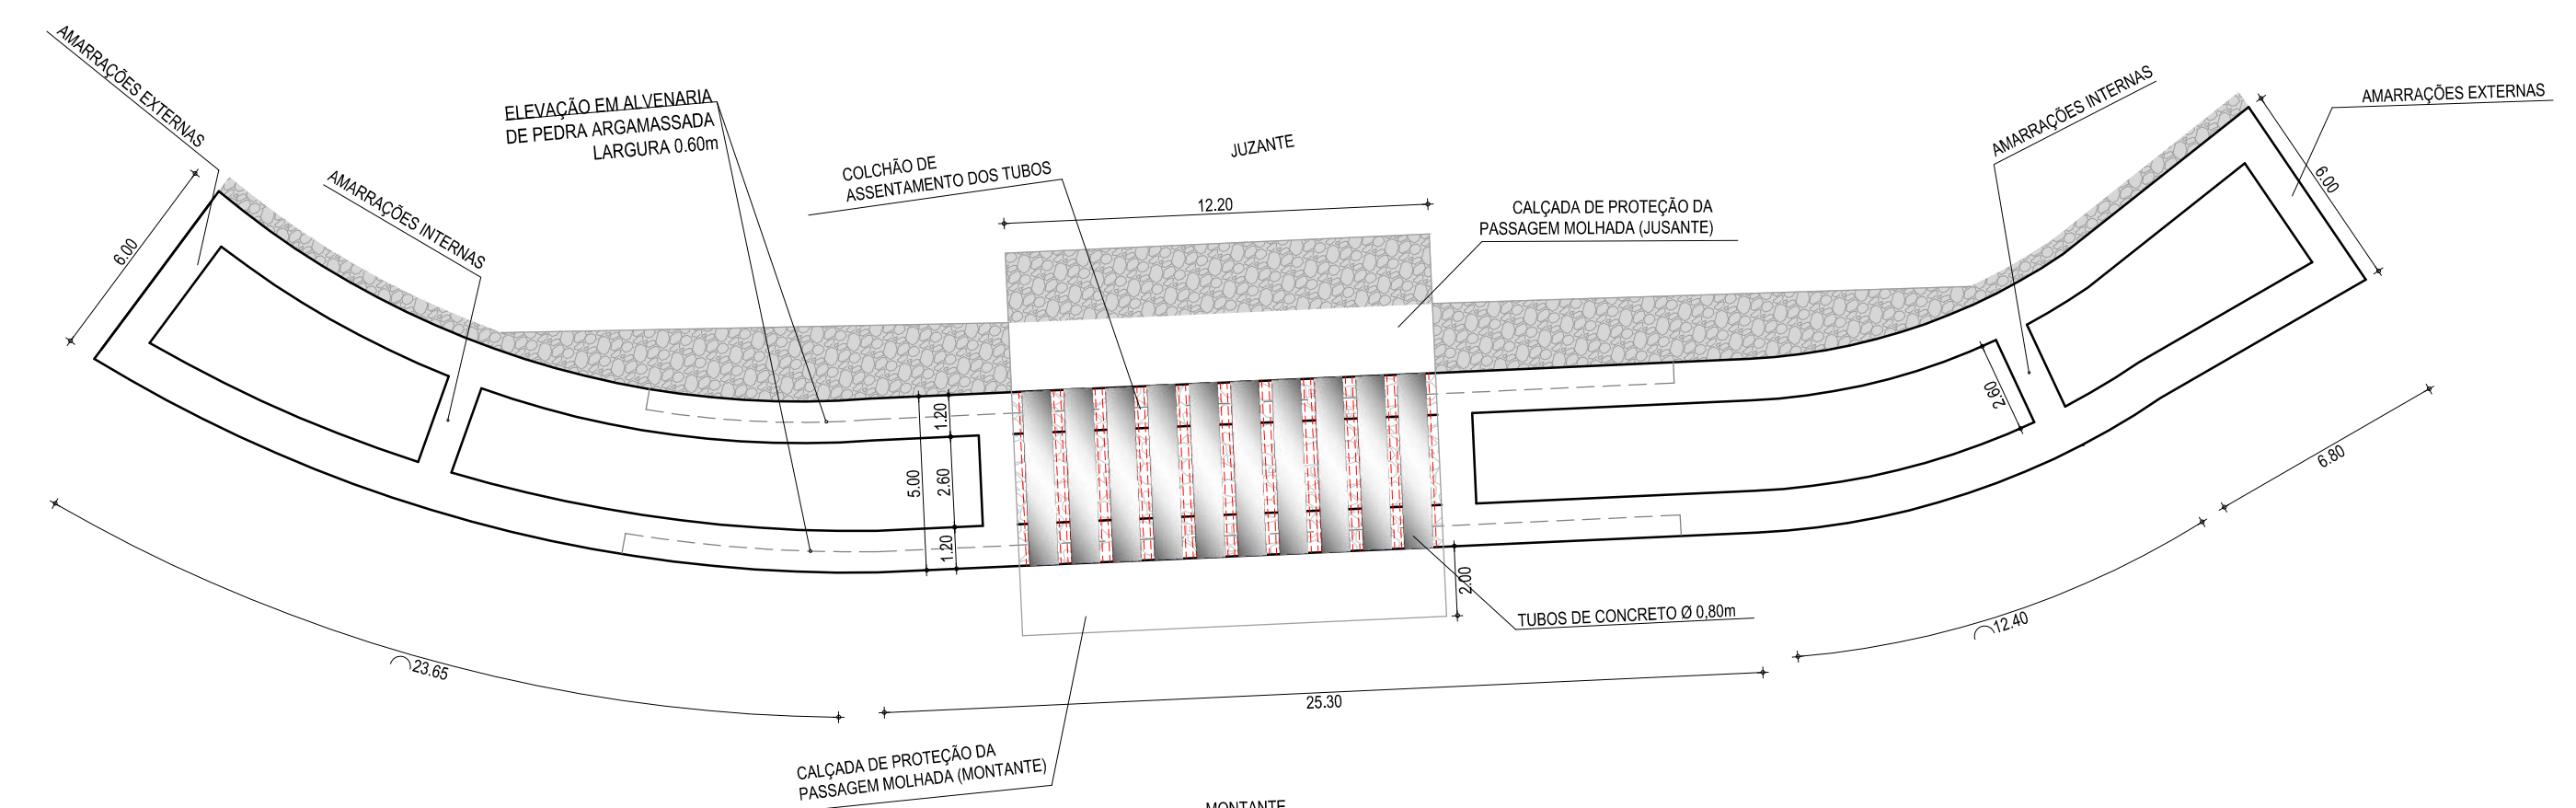 AMARRAÇÕES EXTERNAS
AMARRAÇÕES INTERNAS
ELEVAÇÃO EM ALVENARIA
DE PEDRA ARGAMASSADA
LARGURA 0.60m
COLCHÃO DE
ASSENTAMENTO DOS TUBOS
JUZANTE
12.20
CALÇADA DE PROTEÇÃO DA
PASSAGEM MOLHADA (JUSANTE)
AMARRAÇÕES INTERNAS
AMARRAÇÕES EXTERNAS
6.00
6.00
2.60
5.00
1.20
2.60
1.20
2.00
6.80
TUBOS DE CONCRETO Ø 0,80m
12.40
23.65
25.30
CALÇADA DE PROTEÇÃO DA
PASSAGEM MOLHADA (MONTANTE)
MONTANTE